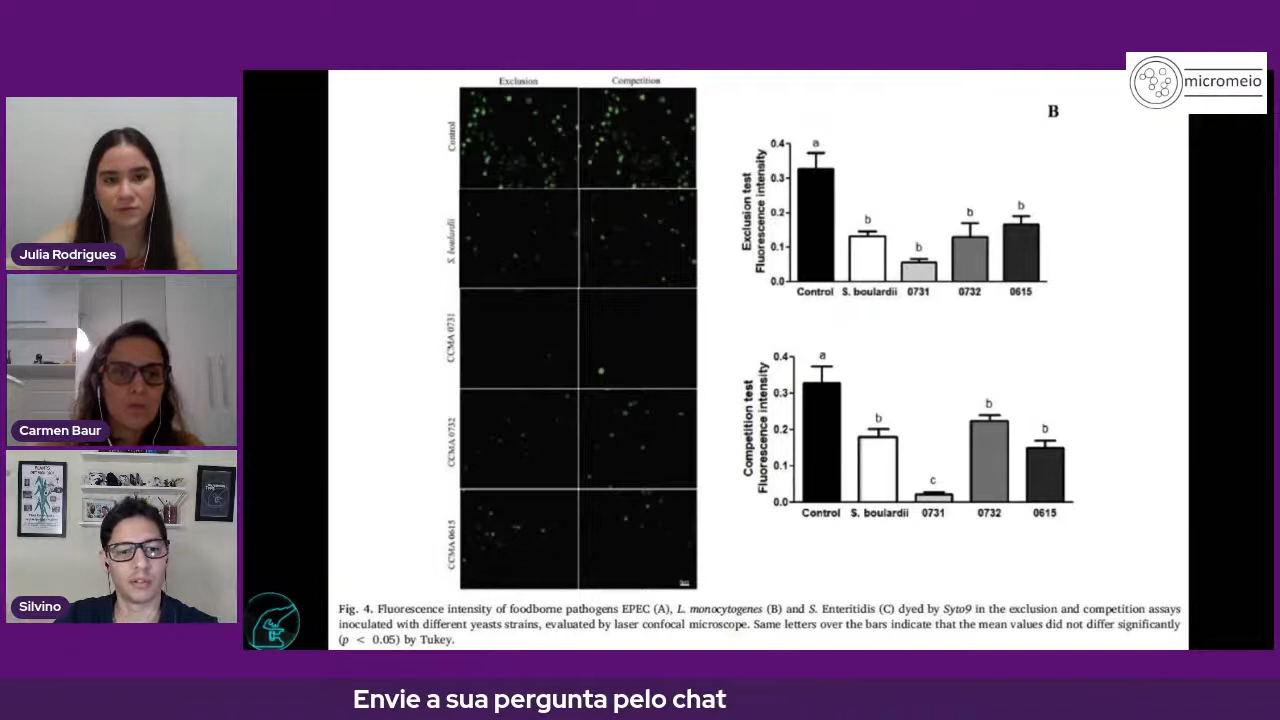 micromeio
Julia Rodrigues
Carmen Baur
Silvino
Exclusion
Competition
Control
S. boulardii
CCMA 0731
CCMA 0732
CCMA 0615
B
Exclusion test
Fluorescence intensity
0.4
0.3
0.2
0.1
0.0
a
b
b
b
b
Control S. boulardii 0731 0732 0615
Competition test
Fluorescence intensity
0.4
0.3
0.2
0.1
0.0
a
b
c
b
b
Control S. boulardii 0731 0732 0615
Fig. 4. Fluorescence intensity of foodborne pathogens EPEC (A), L. monocytogenes (B) and S. Enteritidis (C) dyed by Syto9 in the exclusion and competition assays
inoculated with different yeasts strains, evaluated by laser confocal microscope. Same letters over the bars indicate that the mean values did not differ significantly
(p < 0.05) by Tukey.
Envie a sua pergunta pelo chat